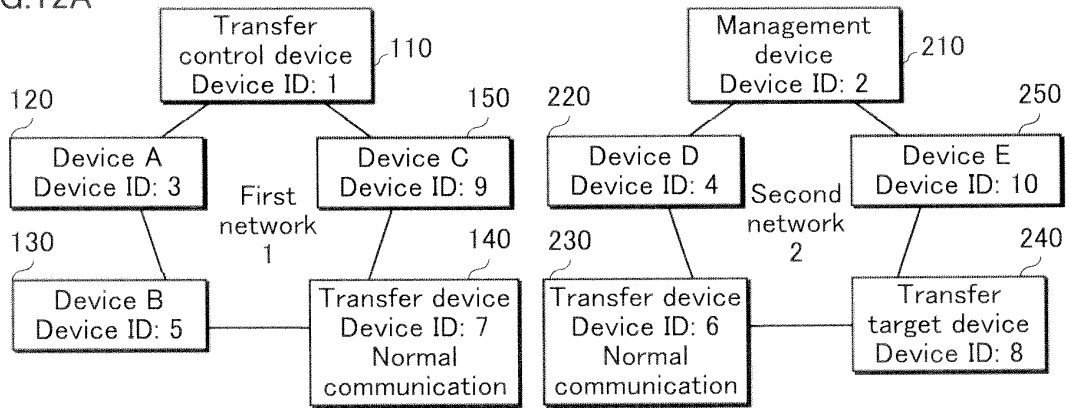 Transfer
control device
Device ID: 1
110
Management
device
Device ID: 2
210
120
Device A
Device ID: 3
150
Device C
Device ID: 9
220
Device D
Device ID: 4
250
Device E
Device ID: 10
First
network
1
Second
network
2
130
Device B
Device ID: 5
140
Transfer device
Device ID: 7
Normal
communication
230
Transfer device
Device ID: 6
Normal
communication
240
Transfer
target device
Device ID: 8